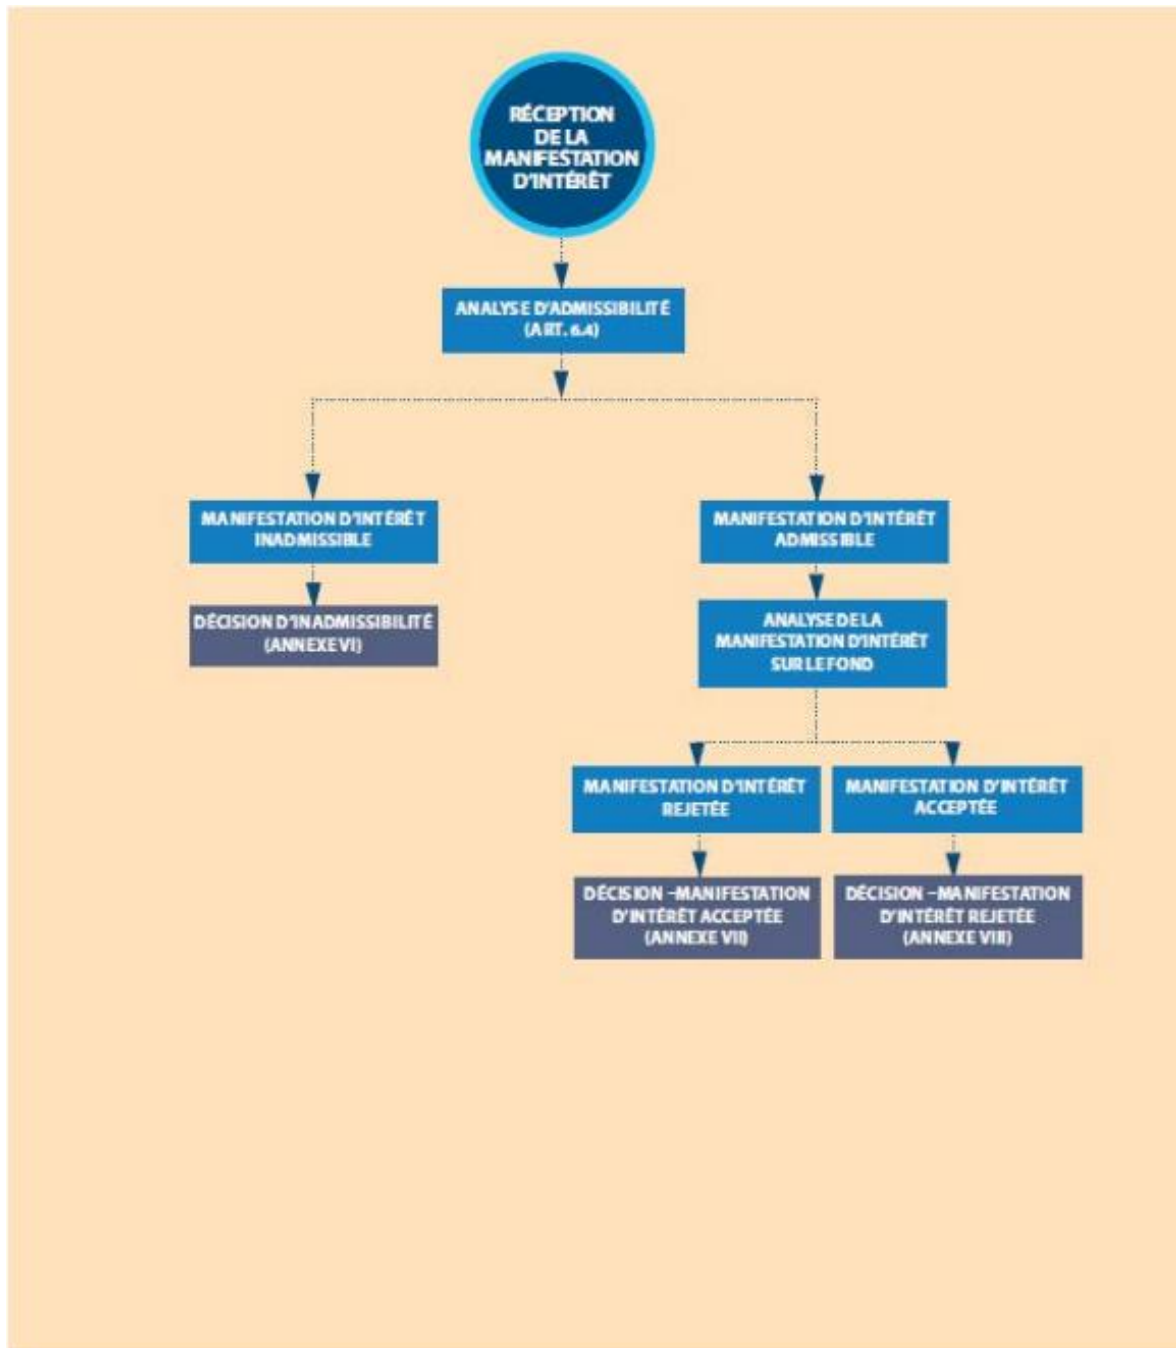 RÉCEPTION
DE LA
MANIFESTATION
D'INTÉRÊT
ANALYSE D'ADMISSIBILITÉ
(ART. 6.4)
MANIFESTATION D'INTÉRÊT
INADMISSIBLE
DÉCISION D'INADMISSIBILITÉ
(ANNEXE VI)
MANIFESTATION D'INTÉRÊT
ADMISSIBLE
ANALYSE DE LA
MANIFESTATION D'INTÉRÊT
SUR LE FOND
MANIFESTATION D'INTÉRÊT
REJETÉE
DÉCISION –MANIFESTATION
D'INTÉRÊT ACCEPTÉE
(ANNEXE VII)
MANIFESTATION D'INTÉRÊT
ACCEPTÉE
DÉCISION –MANIFESTATION
D'INTÉRÊT REJETÉE
(ANNEXE VIII)